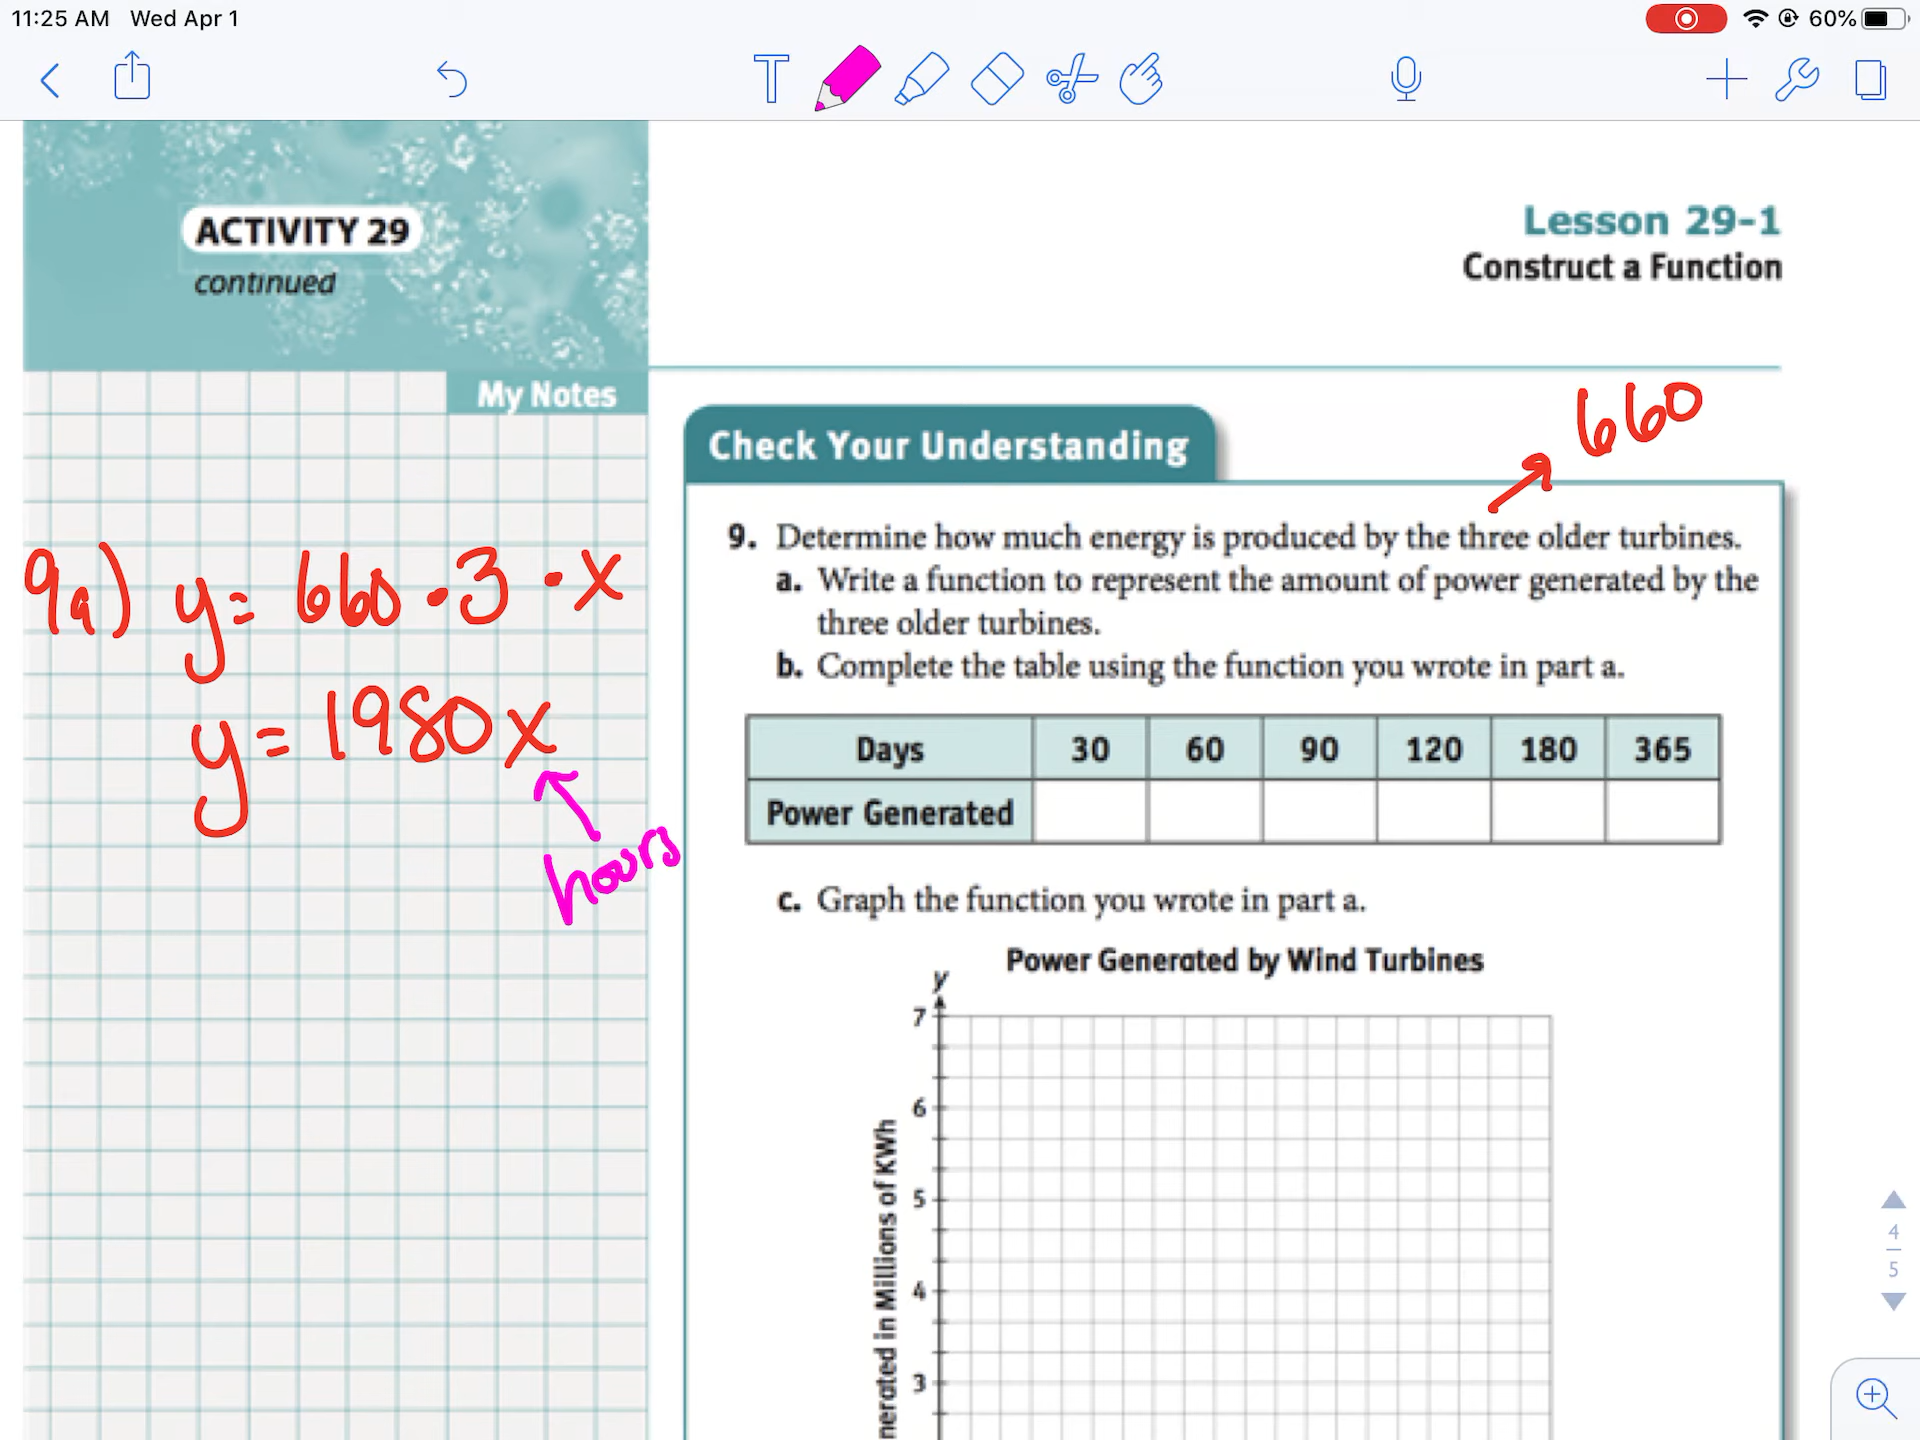 11:25 AM Wed Apr 1
60%
T
ACTIVITY 29
continued
My Notes
9a) y = 660 · 3 · x
y = 1980x
hours
Lesson 29-1
Construct a Function
660
Check Your Understanding
9. Determine how much energy is produced by the three older turbines.
a. Write a function to represent the amount of power generated by the
three older turbines.
b. Complete the table using the function you wrote in part a.
Days 30 60 90 120 180 365
Power Generated
c. Graph the function you wrote in part a.
Power Generated by Wind Turbines
y
7
6
5
4
3
nerated in Millions of KWh
4
5